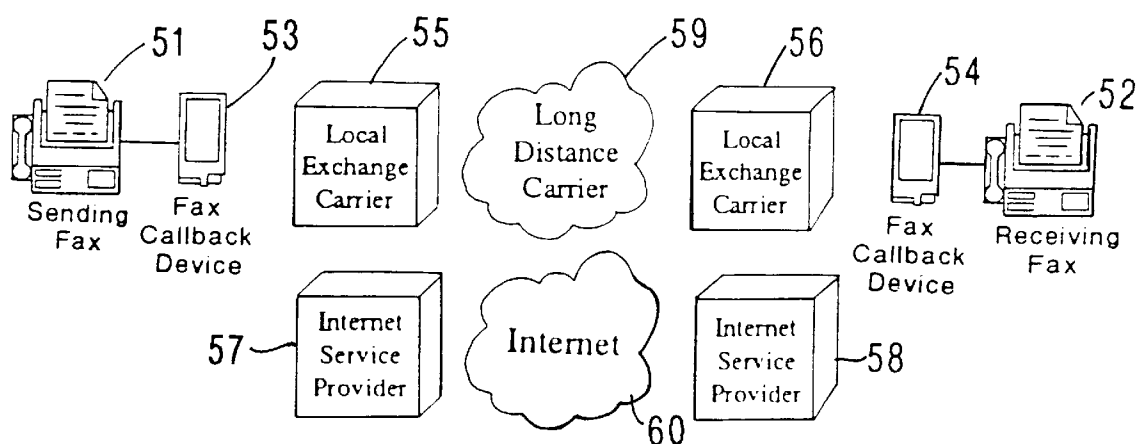 51
53
55
59
56
54
52
Sending
Fax
Fax
Callback
Device
Local
Exchange
Carrier
Long
Distance
Carrier
Local
Exchange
Carrier
Fax
Callback
Device
Receiving
Fax
57
Internet
Service
Provider
Internet
60
Internet
Service
Provider
58